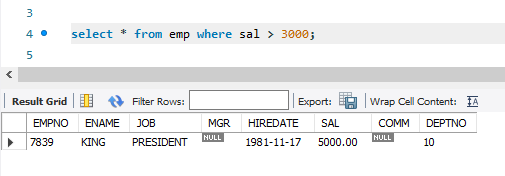 3
4 select * from emp where sal > 3000;
5
Result Grid Filter Rows: Export: Wrap Cell Content: IA
EMPNO ENAME JOB MGR HIREDATE SAL COMM DEPTNO
7839 KING PRESIDENT NULL 1981-11-17 5000.00 NULL 10